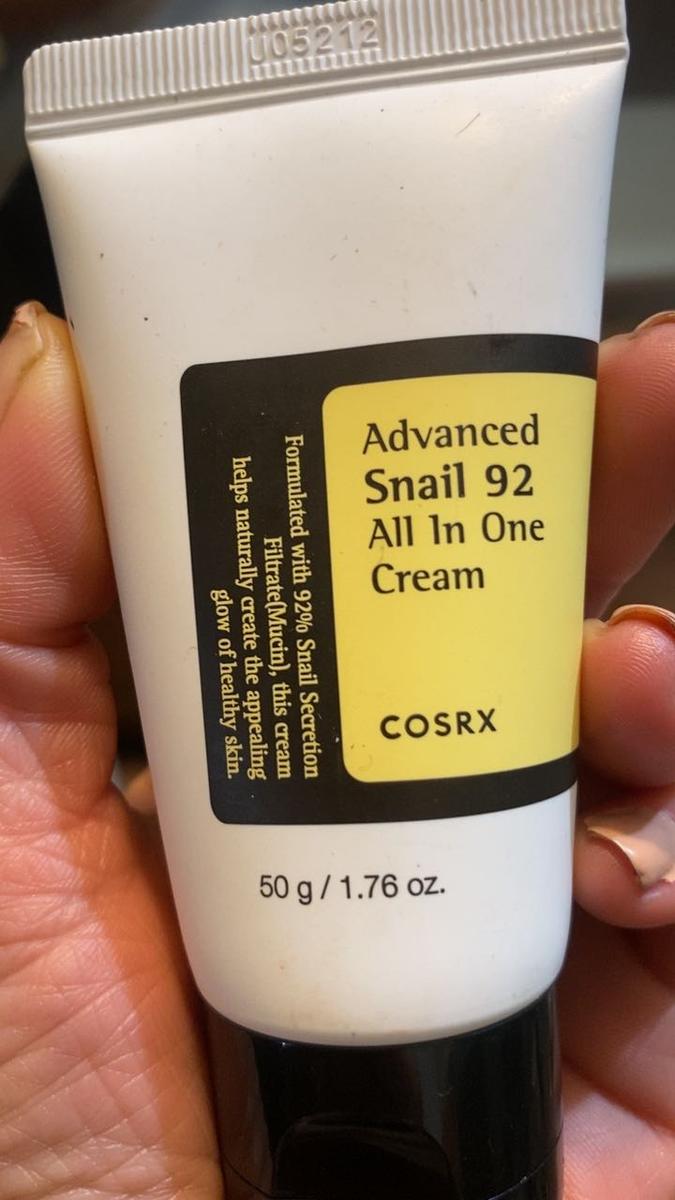 U05212
Advanced
Snail 92
All In One
Cream
COSRX
Formulated with 92% Snail Secretion
Filtrate(Mucin), this cream
helps naturally create the appealing
glow of healthy skin.
50 g / 1.76 oz.